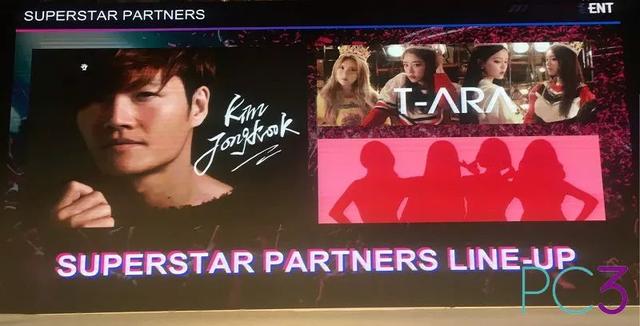 SUPERSTAR PARTNERS
ENT
Kim
Jongkook
T-ARA
SUPERSTAR PARTNERS LINE-UP
PC3